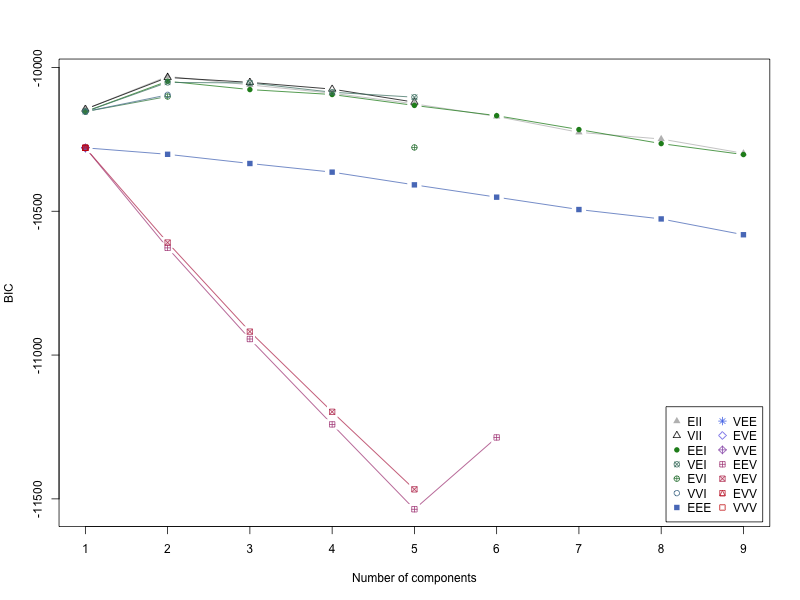 -10000
-10500
-11000
-11500
BIC
1 2 3 4 5 6 7 8 9
Number of components
EII VEE
VII EVE
EEI VVE
VEI EEV
EVI VEV
VVI EVV
EEE VVV